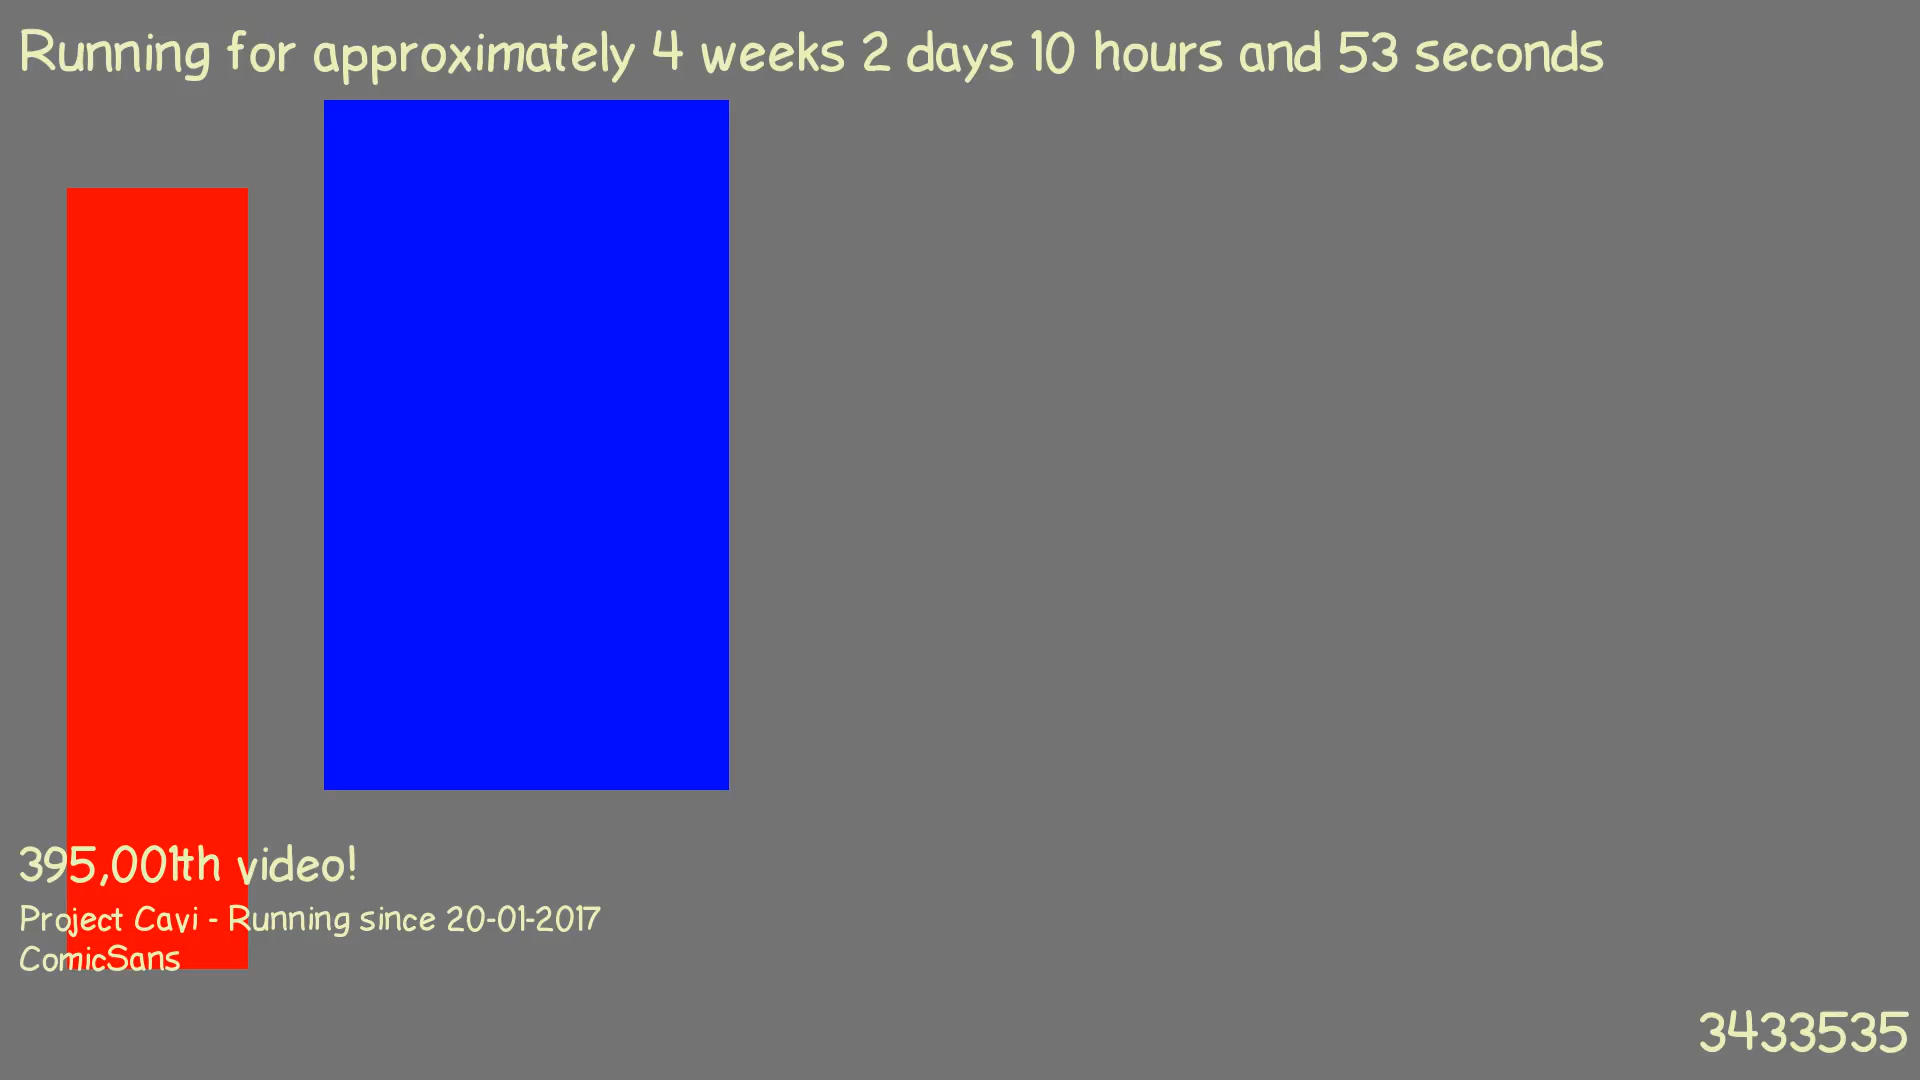 Running for approximately 4 weeks 2 days 10 hours and 53 seconds
395,001th video!
Project Cavi - Running since 20-01-2017
ComicSans
3433535